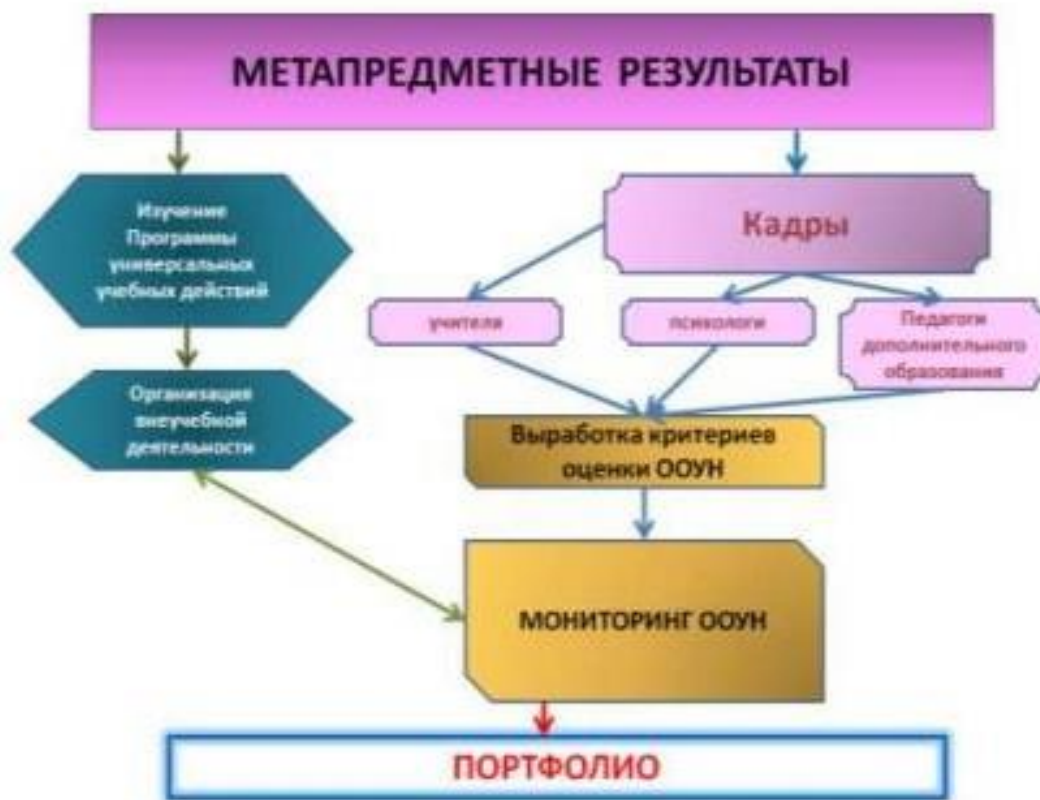 МЕТАПРЕДМЕТНЫЕ РЕЗУЛЬТАТЫ
Изучение
Программы
универсальных
учебных действий
Кадры
учителя
психологи
Педагоги
дополнительного
образования
Организация
внеучебной
деятельности
Выработка критериев
оценки ООУН
МОНИТОРИНГ ООУН
ПОРТФОЛИО